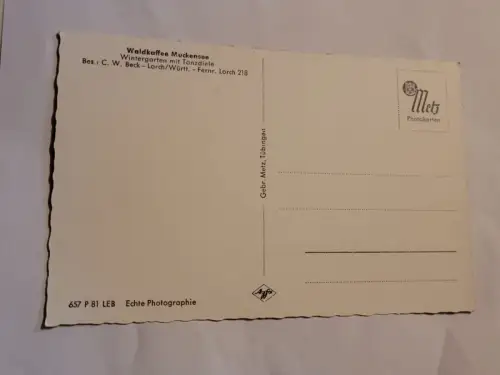 Waldkaffee Muckensee
Wintergarten mit Tanzdiele
Bes.: C. W. Beck – Lorch/Württ. – Fernr. Lorch 218
Metz
Gebr. Metz, Tübingen
Agfa
657 P 81 LEB Echte Photographie